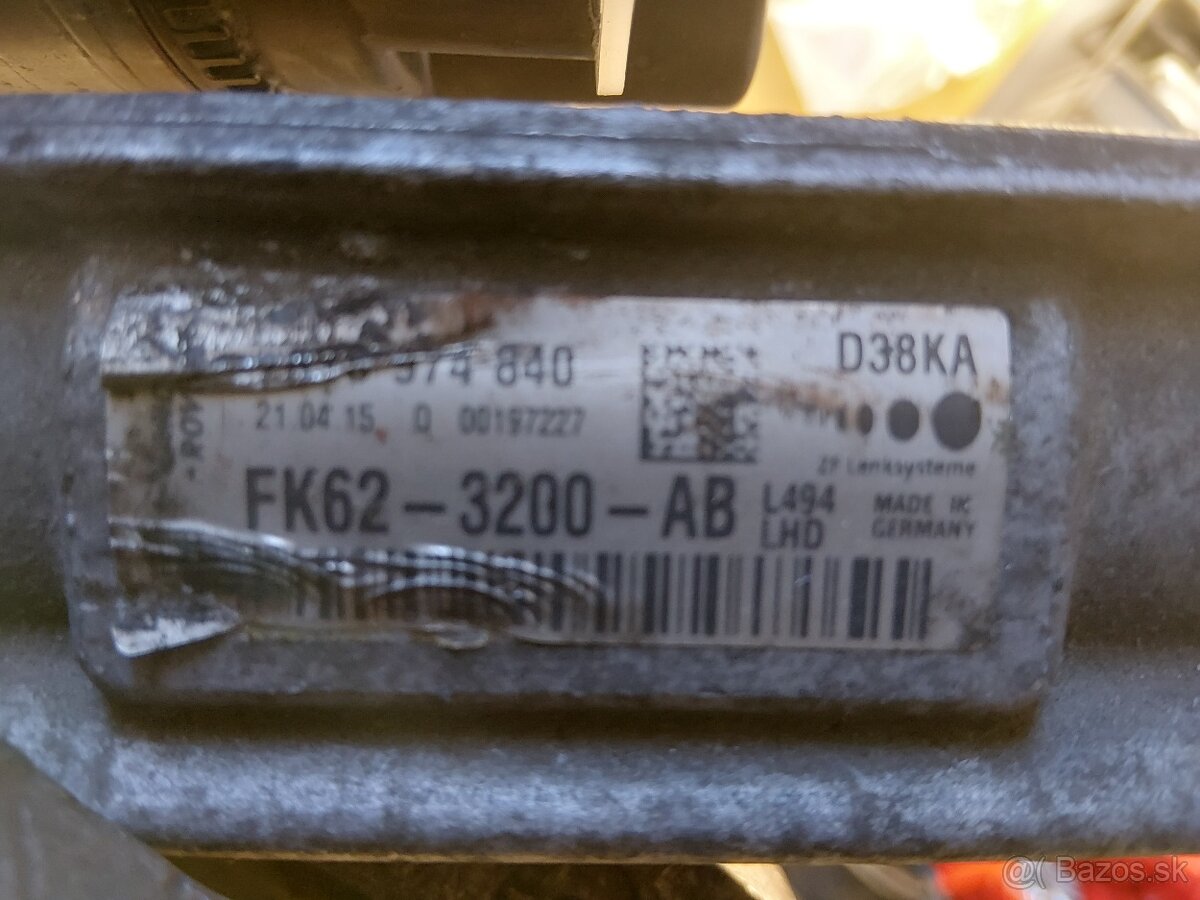 974 840
D38KA
21.04.15 0 00197227
ZF Lenksysteme
FK62-3200-AB
L494
LHD
MADE IN
GERMANY
Bazos.sk